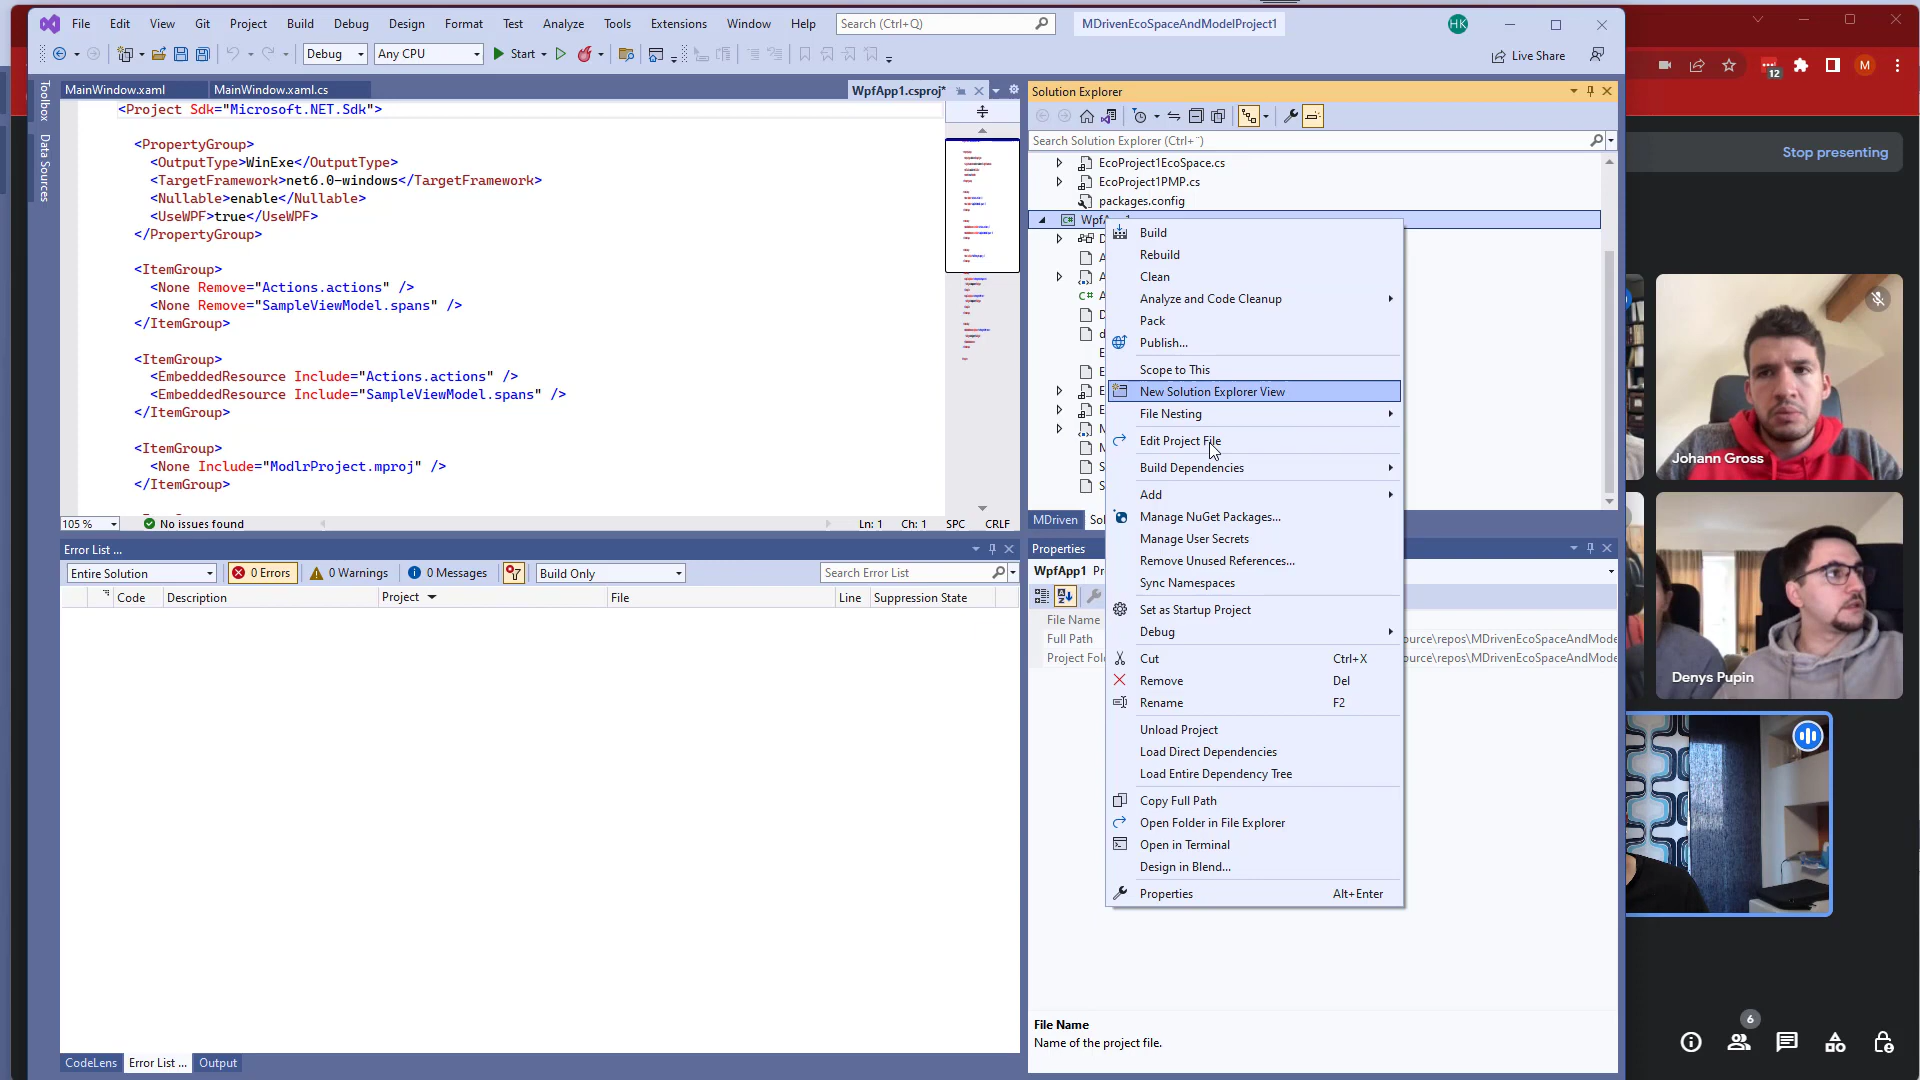 File Edit View Git Project Build Debug Design Format Test Analyze Tools Extensions Window Help Search (Ctrl+Q) MDrivenEcoSpaceAndModelProject1 HK
Debug Any CPU Start Live Share
12 M
MainWindow.xaml MainWindow.xaml.cs WpfApp1.csproj*
Toolbox
Data Sources
<Project Sdk="Microsoft.NET.Sdk">
<PropertyGroup>
<OutputType>WinExe</OutputType>
<TargetFramework>net6.0-windows</TargetFramework>
<Nullable>enable</Nullable>
<UseWPF>true</UseWPF>
</PropertyGroup>
<ItemGroup>
<None Remove="Actions.actions" />
<None Remove="SampleViewModel.spans" />
</ItemGroup>
<ItemGroup>
<EmbeddedResource Include="Actions.actions" />
<EmbeddedResource Include="SampleViewModel.spans" />
</ItemGroup>
<ItemGroup>
<None Include="ModlrProject.mproj" />
</ItemGroup>
105 % No issues found Ln: 1 Ch: 1 SPC CRLF
Error List ...
Entire Solution 0 Errors 0 Warnings 0 Messages Build Only Search Error List
Code Description Project File Line Suppression State
CodeLens Error List ... Output
Solution Explorer
Search Solution Explorer (Ctrl+¨)
EcoProject1EcoSpace.cs
EcoProject1PMP.cs
packages.config
Build
Rebuild
Clean
Analyze and Code Cleanup
Pack
Publish...
Scope to This
New Solution Explorer View
File Nesting
Edit Project File
Build Dependencies
Add
Manage NuGet Packages...
Manage User Secrets
Remove Unused References...
Sync Namespaces
Set as Startup Project
Debug
Cut Ctrl+X
Remove Del
Rename F2
Unload Project
Load Direct Dependencies
Load Entire Dependency Tree
Copy Full Path
Open Folder in File Explorer
Open in Terminal
Design in Blend...
Properties Alt+Enter
MDriven
Properties
WpfApp1
File Name
Full Path ource\repos\MDrivenEcoSpaceAndMode
Project Fol ource\repos\MDrivenEcoSpaceAndMode
File Name
Name of the project file.
Stop presenting
Johann Gross
Denys Pupin
6